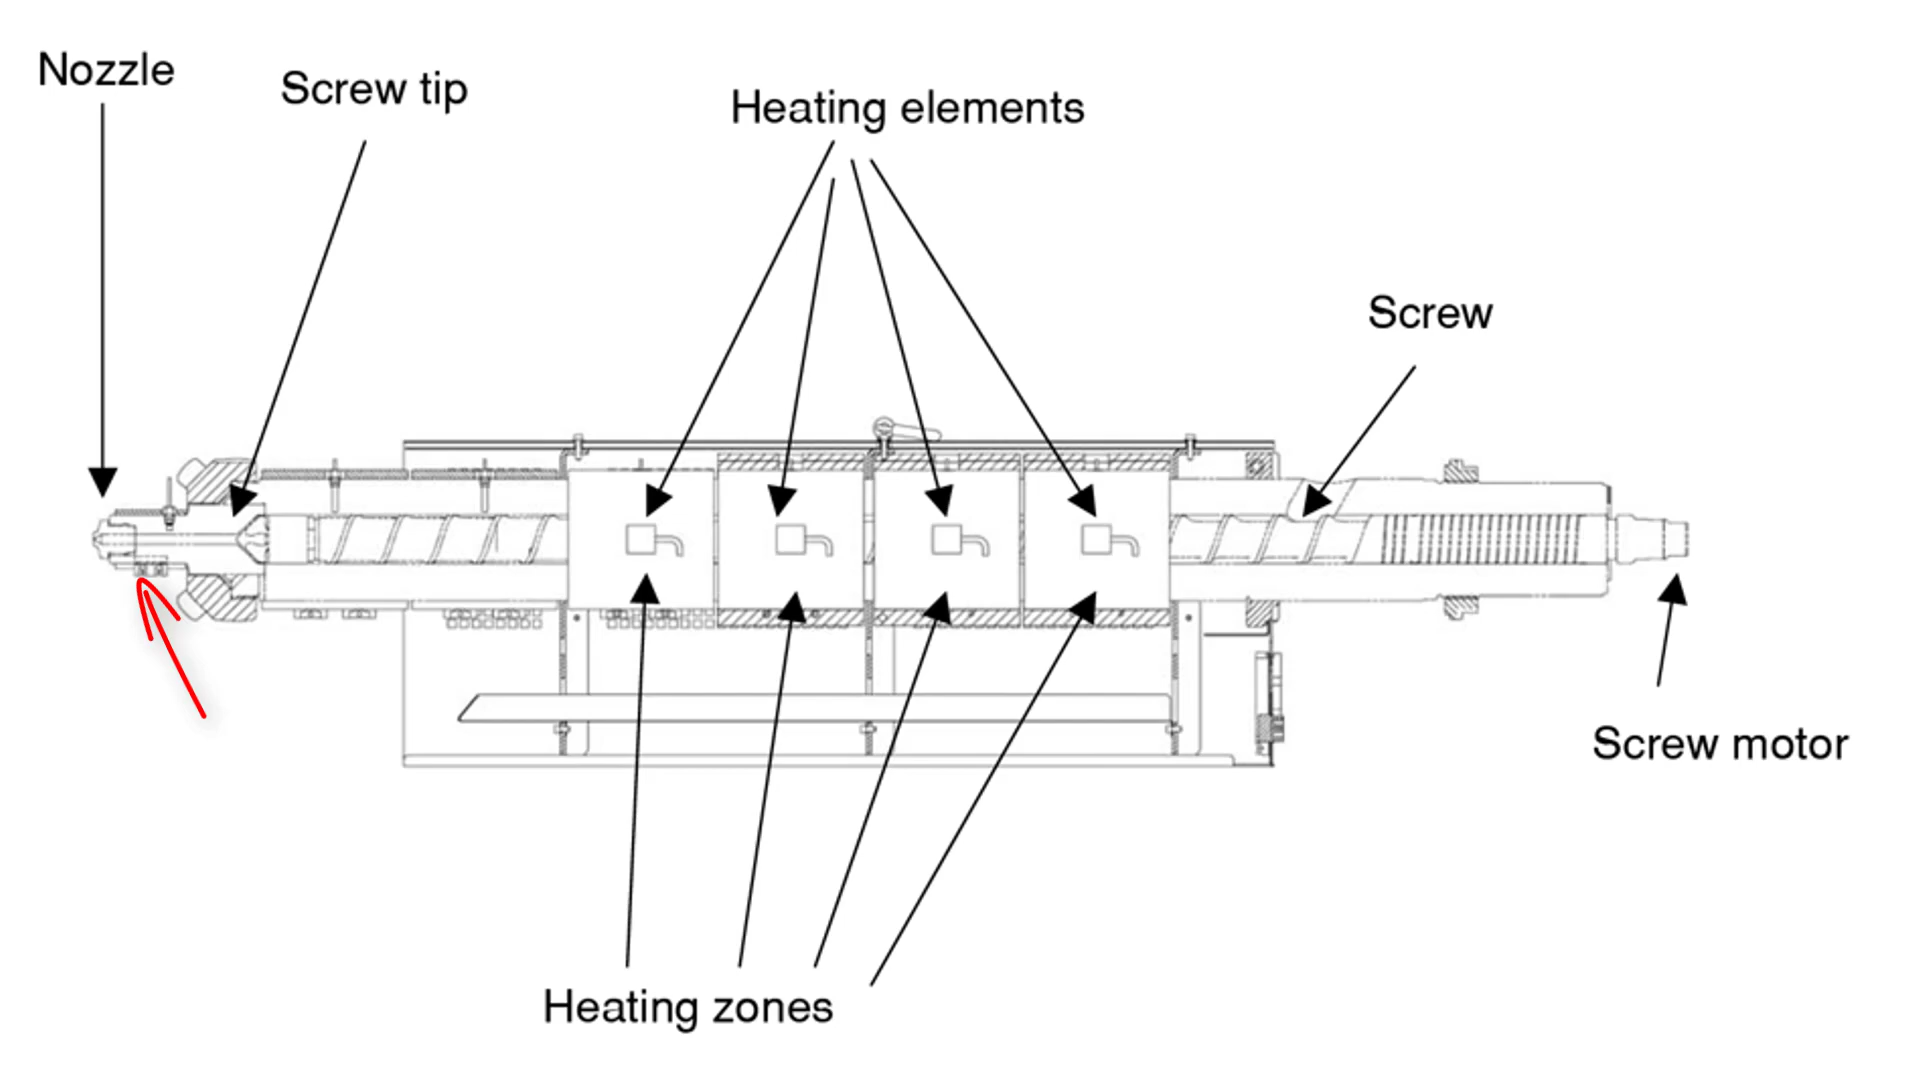 Nozzle
Screw tip
Heating elements
Screw
Screw motor
Heating zones